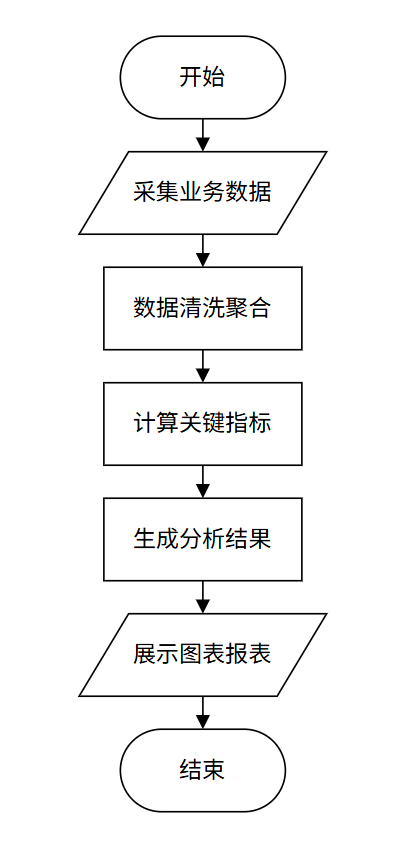 开始
采集业务数据
数据清洗聚合
计算关键指标
生成分析结果
展示图表报表
结束